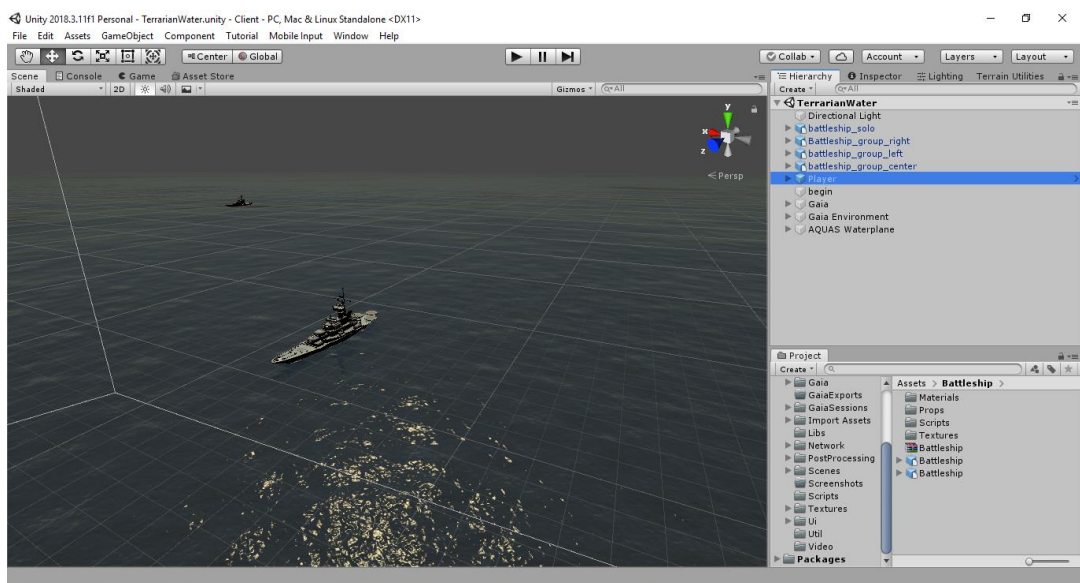 Unity 2018.3.11f1 Personal - TerrarianWater.unity - Client - PC, Mac & Linux Standalone <DX11>
File Edit Assets GameObject Component Tutorial Mobile Input Window Help
Center Global Collab Account Layers Layout
Scene Console Game Asset Store
Hierarchy Inspector Lighting Terrain Utilities
Shaded 2D Gizmos All
Create All
TerrarianWater
Directional Light
battleship_solo
Battleship_group_right
battleship_group_left
battleship_group_center
Player
begin
Gaia
Gaia Environment
AQUAS Waterplane
y
x
z
Persp
Project
Create
Gaia
GaiaExports
GaiaSessions
Import Assets
Libs
Network
PostProcessing
Scenes
Screenshots
Scripts
Textures
Ui
Util
Video
Packages
Assets > Battleship >
Materials
Props
Scripts
Textures
Battleship
Battleship
Battleship